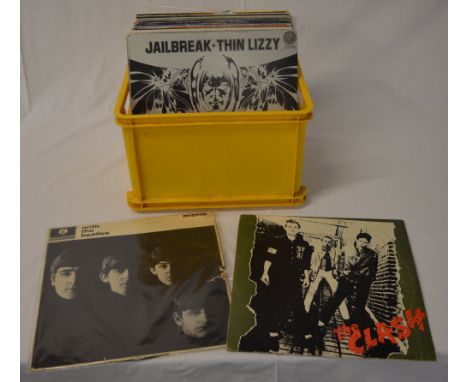 JAILBREAK • THIN LIZZY
mono
with
the
beatles
THE
CLASH